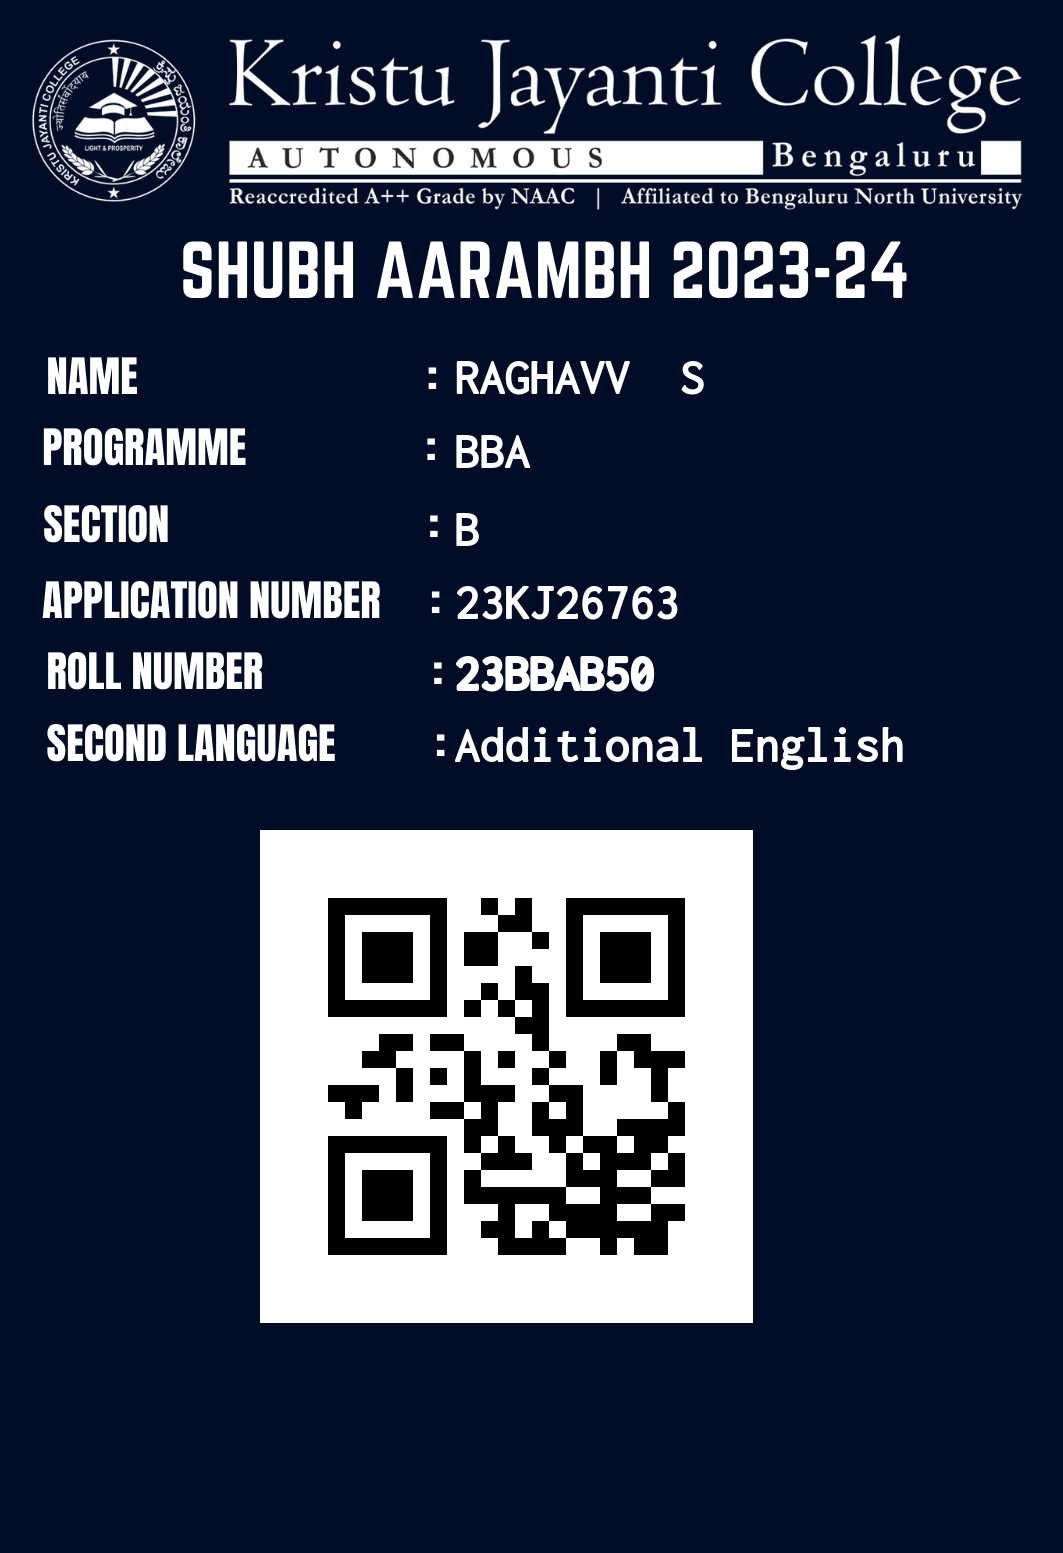 KRISTU JAYANTI COLLEGE
ಕ್ರಿಸ್ತು ಜಯಂತಿ ಕಾಲೇಜು
LIGHT & PROSPERITY
Kristu Jayanti College
AUTONOMOUS Bengaluru
Reaccredited A++ Grade by NAAC | Affiliated to Bengaluru North University
SHUBH AARAMBH 2023-24
NAME : RAGHAVV S
PROGRAMME : BBA
SECTION : B
APPLICATION NUMBER : 23KJ26763
ROLL NUMBER : 23BBAB50
SECOND LANGUAGE : Additional English